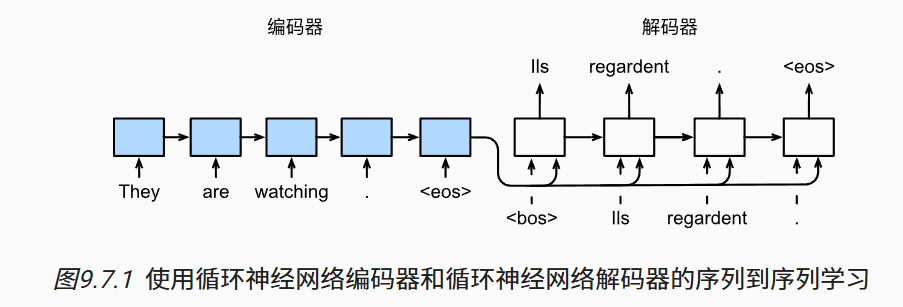 编码器 解码器
Ils regardent . <eos>
They are watching . <eos>
<bos> Ils regardent .
图9.7.1 使用循环神经网络编码器和循环神经网络解码器的序列到序列学习